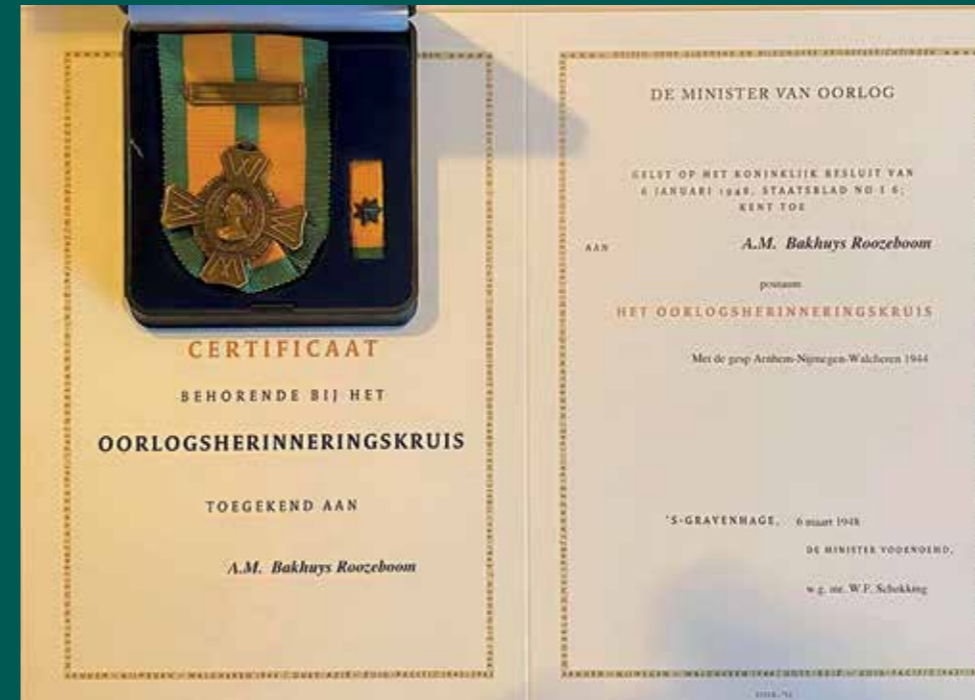 CERTIFICAAT
BEHORENDE BIJ HET
OORLOGSHERINNERINGSKRUIS
TOEGEKEND AAN
A.M. Bakhuys Roozeboom
DE MINISTER VAN OORLOG
GELET OP HET KONINKLIJK BESLUIT VAN
6 JANUARI 1948, STAATSBLAD NO I 6;
KENT TOE
AAN A.M. Bakhuys Roozeboom
postuum
HET OORLOGSHERINNERINGSKRUIS
Met de gesp Arnhem-Nijmegen-Walcheren 1944
'S-GRAVENHAGE, 6 maart 1948
DE MINISTER VOORNOEMD,
w.g. mr. W.F. Schokking